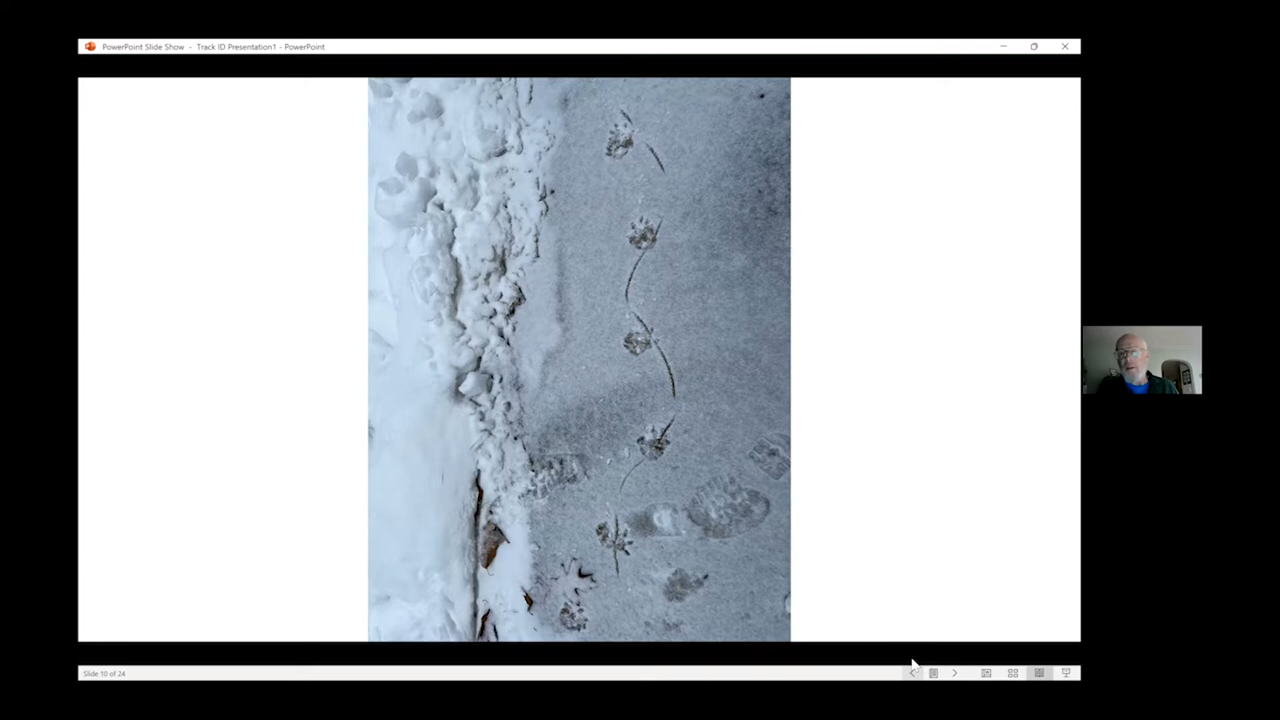 PowerPoint Slide Show - Track ID Presentation1 - PowerPoint
Slide 10 of 24